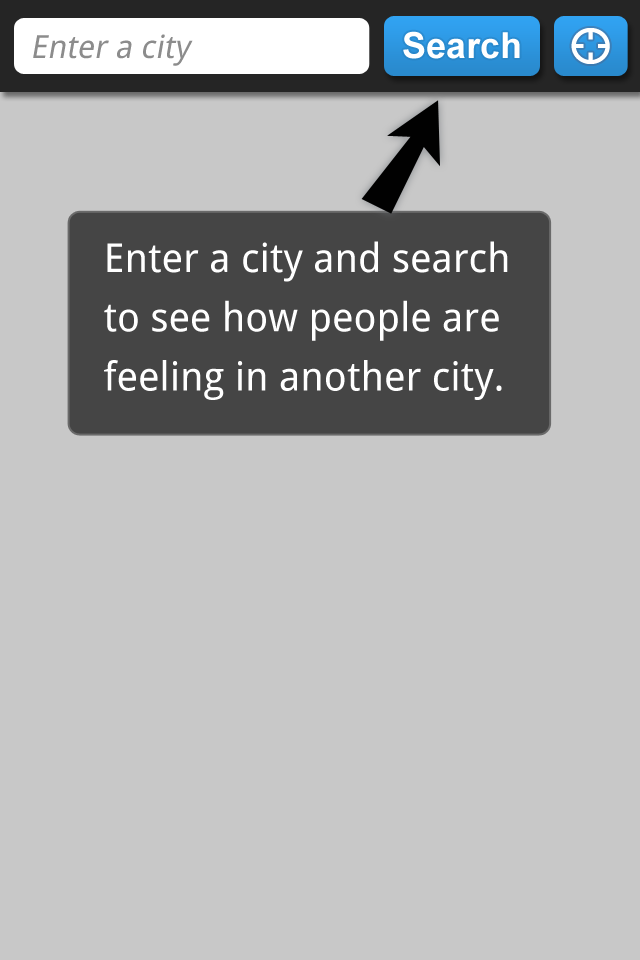 Enter a city
Search
Enter a city and search
to see how people are
feeling in another city.